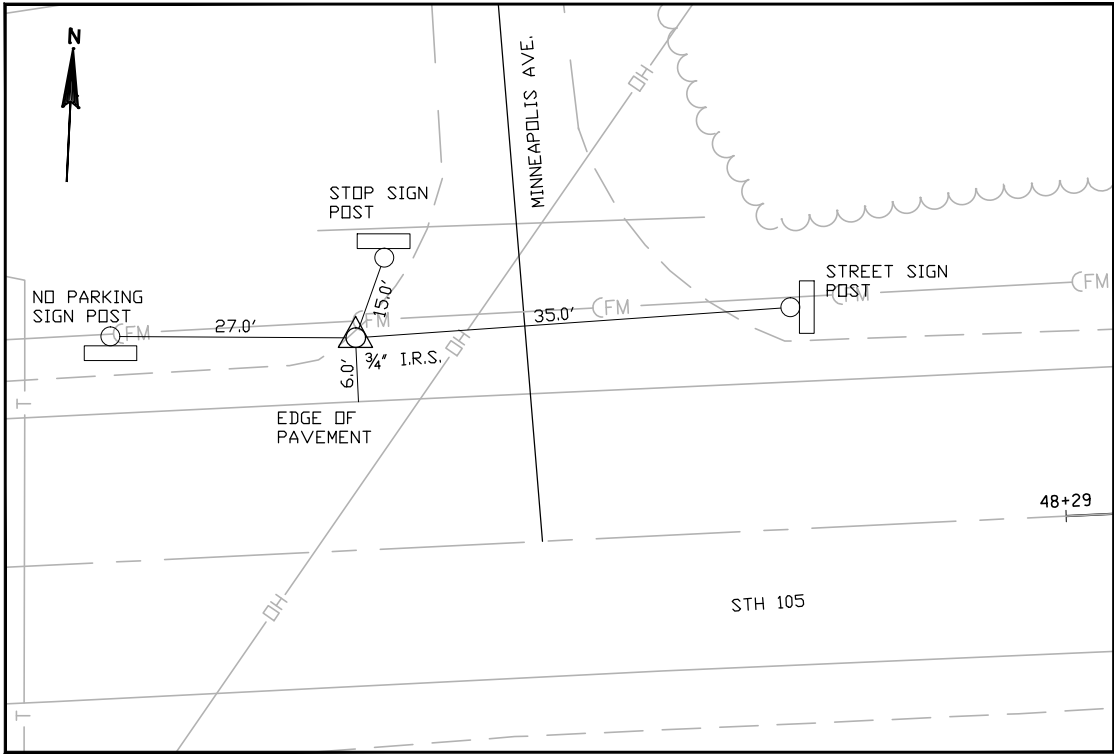 N
MINNEAPOLIS AVE.
OH
STOP SIGN
POST
STREET SIGN
POST
NO PARKING
SIGN POST
FM
FM
FM
FM
FM
27.0'
15.0'
35.0'
OH
3/4" I.R.S.
6.0'
EDGE OF
PAVEMENT
T
48+29
OH
STH 105
T